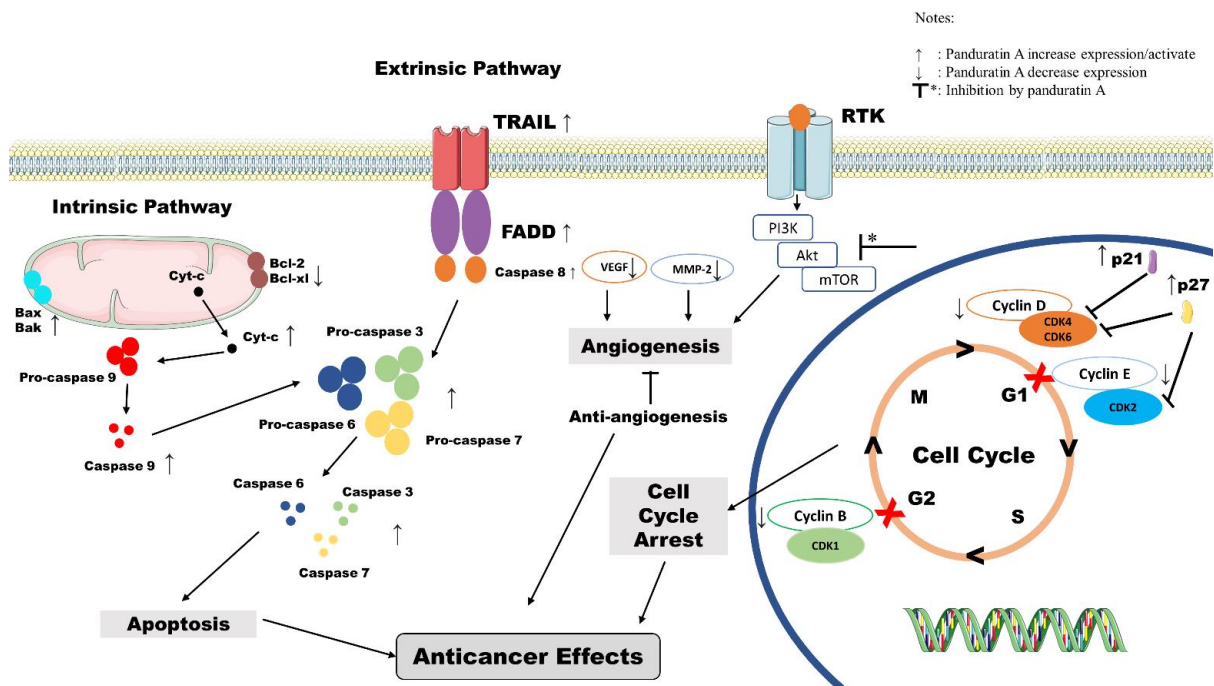 Notes:
↑ : Panduratin A increase expression/activate
↓ : Panduratin A decrease expression
T*: Inhibition by panduratin A
Extrinsic Pathway
TRAIL ↑
RTK
Intrinsic Pathway
FADD ↑
Caspase 8 ↑
Bcl-2
Bcl-xl ↓
Cyt-c
Bax
Bak ↑
Cyt-c ↑
Pro-caspase 9
Caspase 9 ↑
Pro-caspase 3
Pro-caspase 6
Pro-caspase 7
↑
Caspase 6
Caspase 3
Caspase 7
↑
VEGF ↓
MMP-2 ↓
PI3K
Akt
mTOR
*
Angiogenesis
Anti-angiogenesis
Cell
Cycle
Arrest
↑ p21
↑ p27
↓ Cyclin D
CDK4
CDK6
Cyclin E ↓
CDK2
M
G1
Cell Cycle
G2
S
↓ Cyclin B
CDK1
Apoptosis
Anticancer Effects